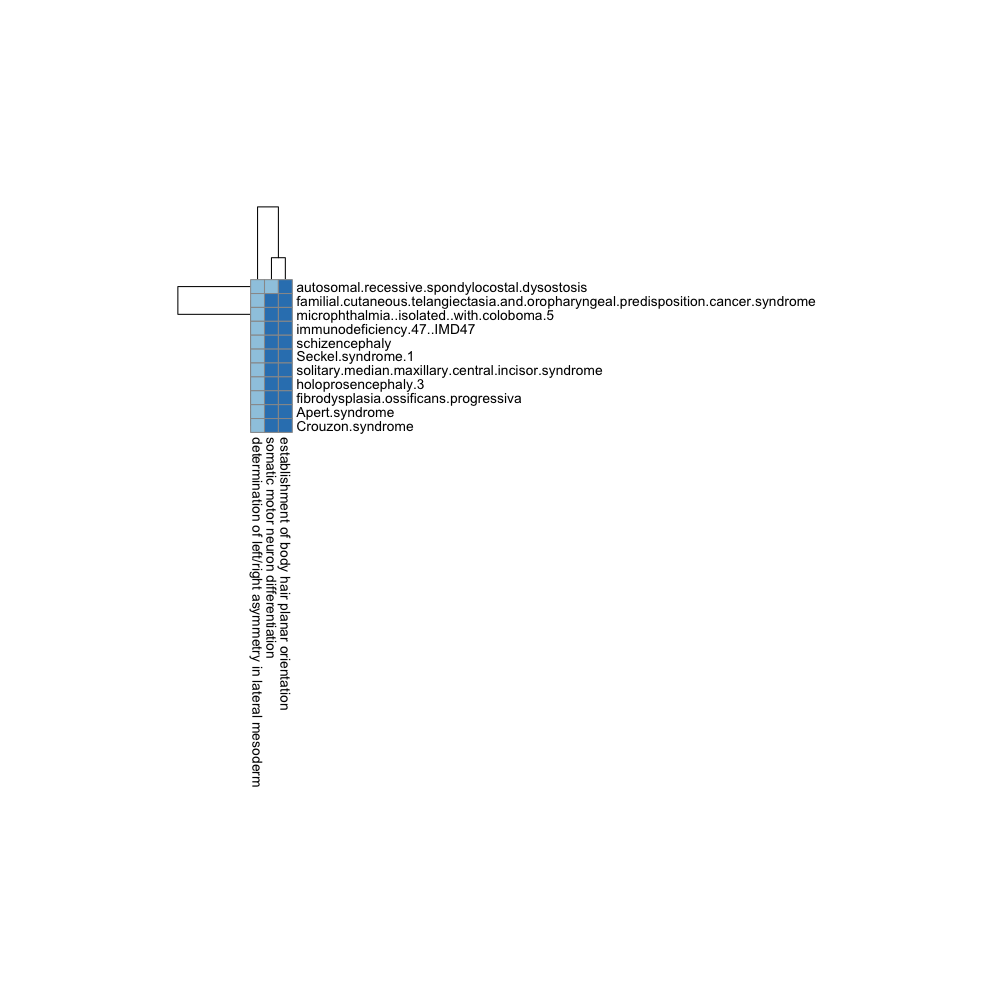 autosomal.recessive.spondylocostal.dysostosis
familial.cutaneous.telangiectasia.and.oropharyngeal.predisposition.cancer.syndrome
microphthalmia..isolated..with.coloboma.5
immunodeficiency.47..IMD47
schizencephaly
Seckel.syndrome.1
solitary.median.maxillary.central.incisor.syndrome
holoprosencephaly.3
fibrodysplasia.ossificans.progressiva
Apert.syndrome
Crouzon.syndrome
determination of left/right asymmetry in lateral mesoderm
somatic motor neuron differentiation
establishment of body hair planar orientation